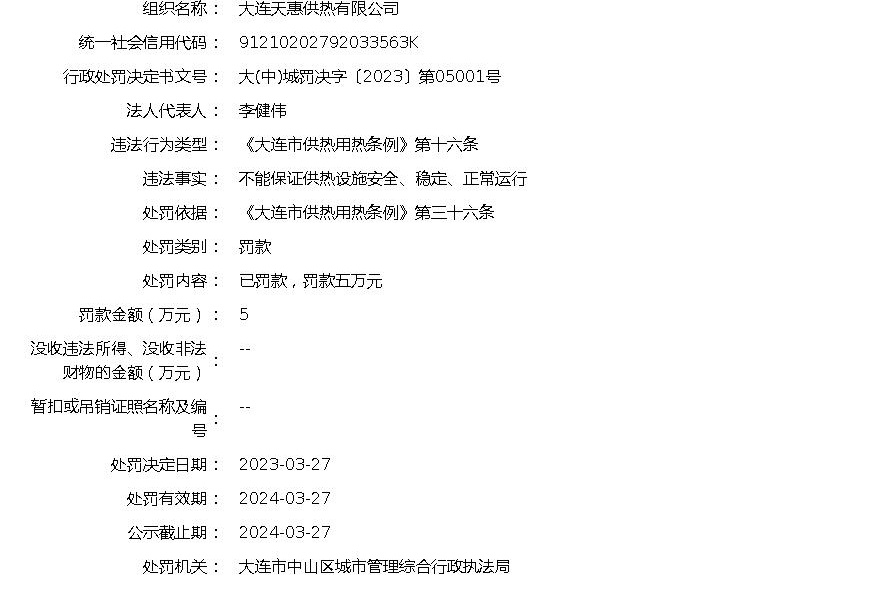 组织名称： 大连天惠供热有限公司
统一社会信用代码： 91210202792033563K
行政处罚决定书文号： 大(中)城罚决字〔2023〕第05001号
法人代表人： 李健伟
违法行为类型： 《大连市供热用热条例》第十六条
违法事实： 不能保证供热设施安全、稳定、正常运行
处罚依据： 《大连市供热用热条例》第三十六条
处罚类别： 罚款
处罚内容： 已罚款，罚款五万元
罚款金额（万元）： 5
没收违法所得、没收非法
财物的金额（万元）： --
暂扣或吊销证照名称及编
号： --
处罚决定日期： 2023-03-27
处罚有效期： 2024-03-27
公示截止期： 2024-03-27
处罚机关： 大连市中山区城市管理综合行政执法局